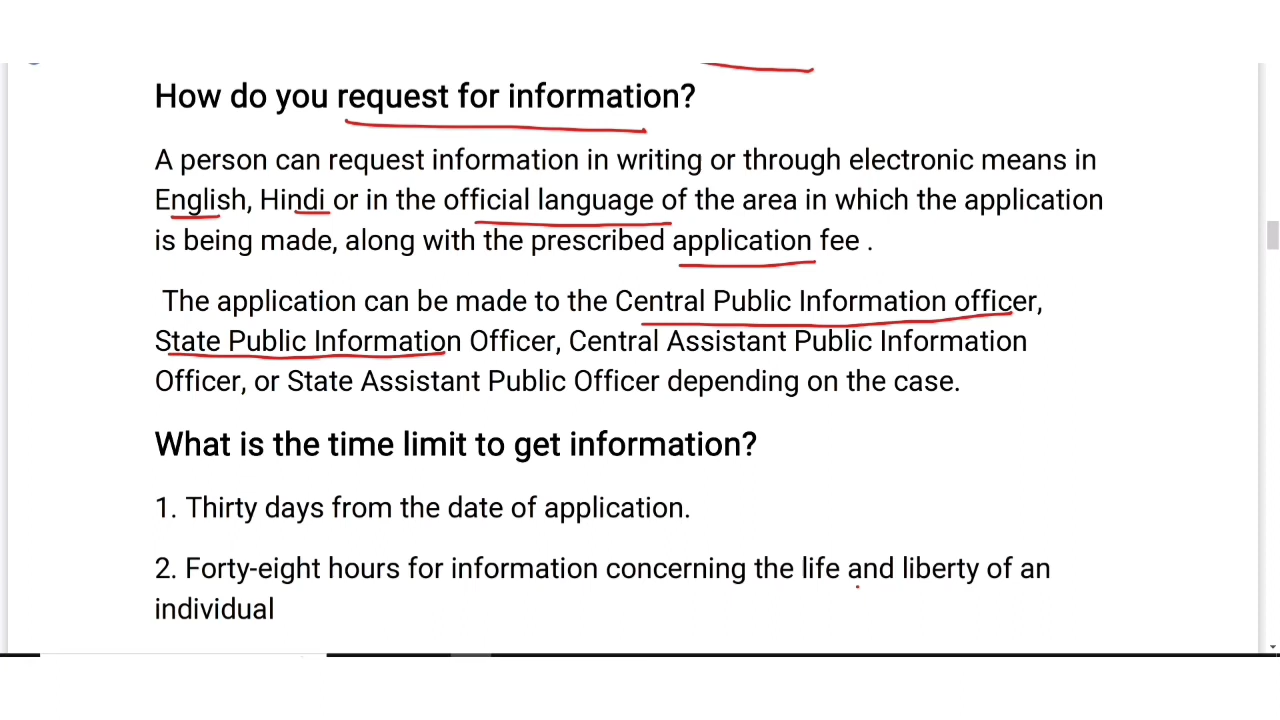 How do you request for information?
A person can request information in writing or through electronic means in
English, Hindi or in the official language of the area in which the application
is being made, along with the prescribed application fee .
The application can be made to the Central Public Information officer,
State Public Information Officer, Central Assistant Public Information
Officer, or State Assistant Public Officer depending on the case.
What is the time limit to get information?
1. Thirty days from the date of application.
2. Forty-eight hours for information concerning the life and liberty of an
individual